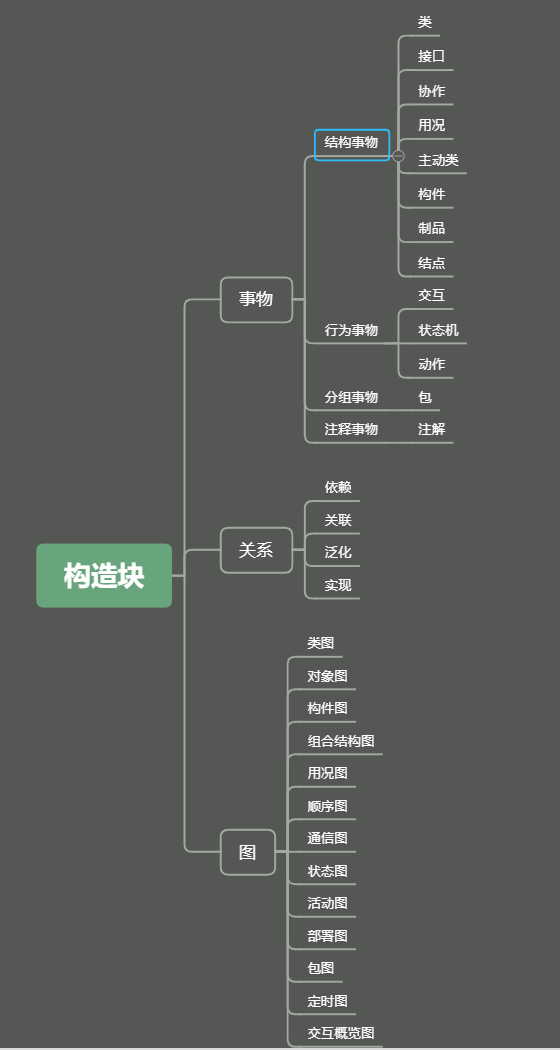 构造块
事物
结构事物
类
接口
协作
用况
主动类
构件
制品
结点
行为事物
交互
状态机
动作
分组事物
包
注释事物
注解
关系
依赖
关联
泛化
实现
图
类图
对象图
构件图
组合结构图
用况图
顺序图
通信图
状态图
活动图
部署图
包图
定时图
交互概览图